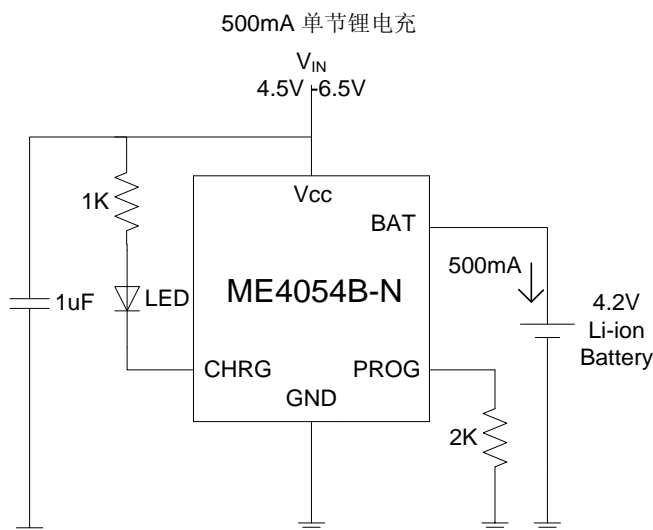 500mA 单节锂电充
VIN
4.5V -6.5V
1K
Vcc
BAT
500mA
1uF
LED
ME4054B-N
4.2V
Li-ion
Battery
CHRG
PROG
GND
2K